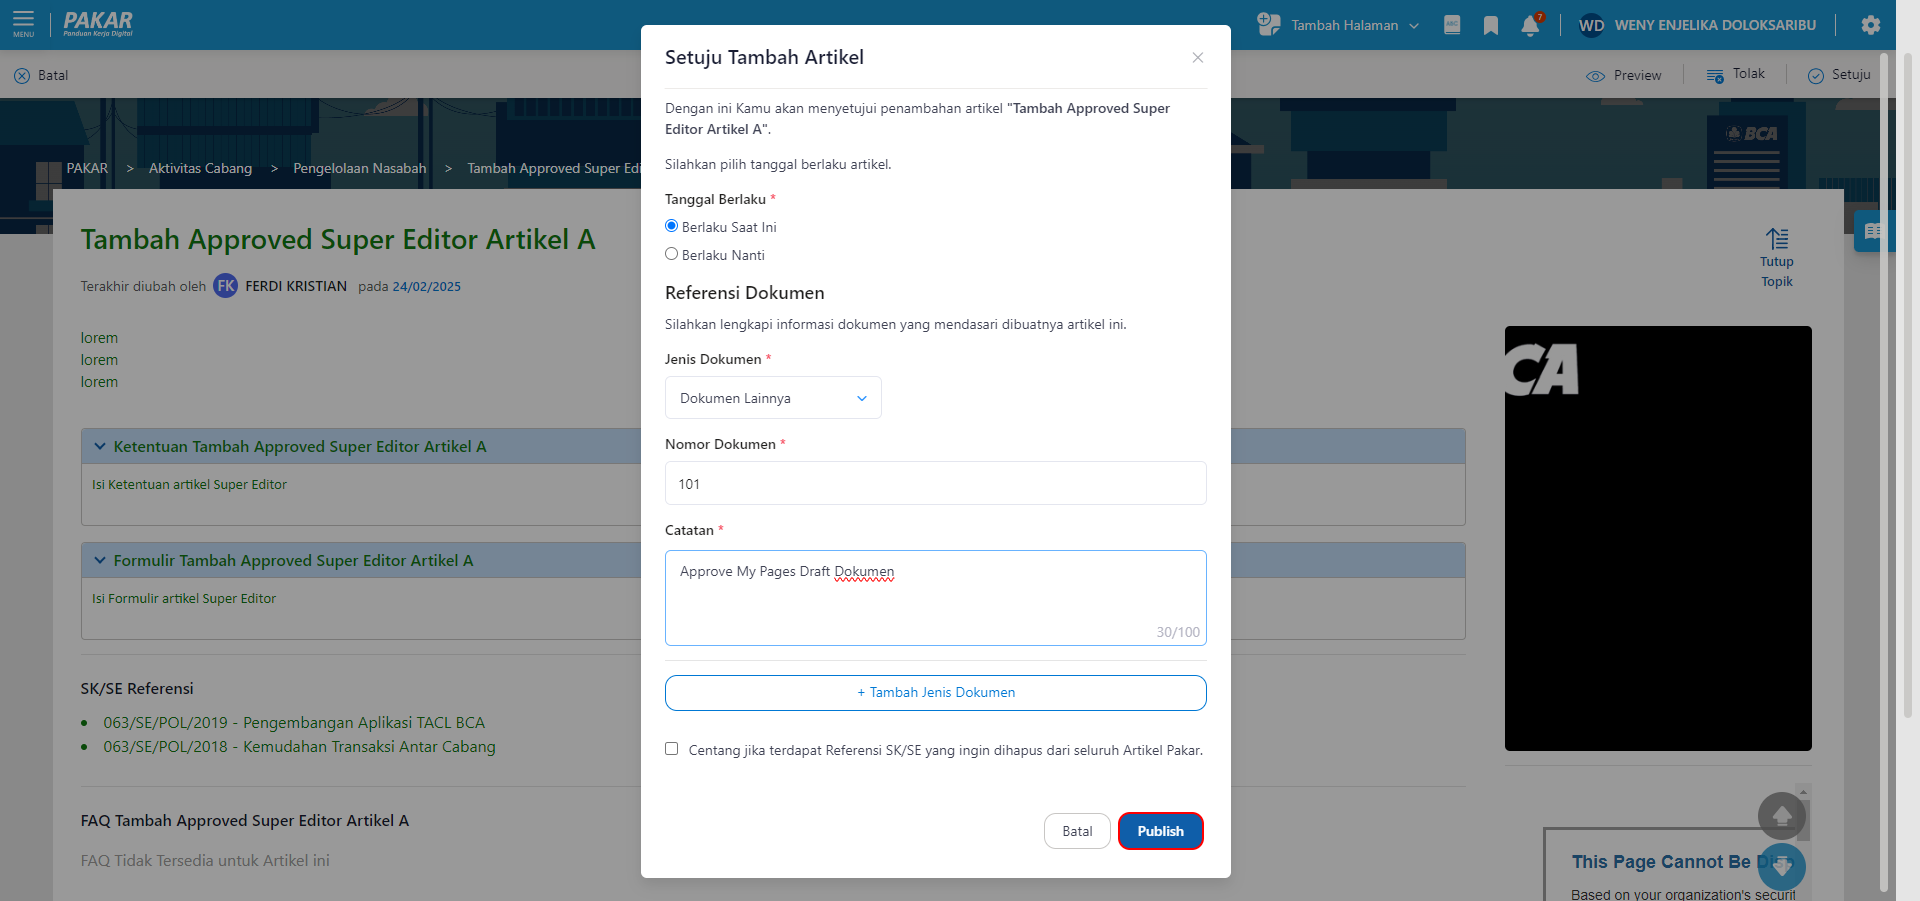 MENU
PAKAR
Panduan Kerja Digital
Tambah Halaman
ABC
7
WD
WENY ENJELIKA DOLOKSARIBU
Batal
Preview
Tolak
Setuju
PAKAR > Aktivitas Cabang > Pengelolaan Nasabah > Tambah Approved Super Edi
BCA
Tambah Approved Super Editor Artikel A
Terakhir diubah oleh FK FERDI KRISTIAN pada 24/02/2025
Tutup
Topik
lorem
lorem
lorem
CA
Ketentuan Tambah Approved Super Editor Artikel A
Isi Ketentuan artikel Super Editor
Formulir Tambah Approved Super Editor Artikel A
Isi Formulir artikel Super Editor
SK/SE Referensi
063/SE/POL/2019 - Pengembangan Aplikasi TACL BCA
063/SE/POL/2018 - Kemudahan Transaksi Antar Cabang
FAQ Tambah Approved Super Editor Artikel A
FAQ Tidak Tersedia untuk Artikel ini
This Page Cannot Be
Based on your organization's
Setuju Tambah Artikel
Dengan ini Kamu akan menyetujui penambahan artikel "Tambah Approved Super
Editor Artikel A".
Silahkan pilih tanggal berlaku artikel.
Tanggal Berlaku *
Berlaku Saat Ini
Berlaku Nanti
Referensi Dokumen
Silahkan lengkapi informasi dokumen yang mendasari dibuatnya artikel ini.
Jenis Dokumen *
Dokumen Lainnya
Nomor Dokumen *
101
Catatan *
Approve My Pages Draft Dokumen
30/100
+ Tambah Jenis Dokumen
Centang jika terdapat Referensi SK/SE yang ingin dihapus dari seluruh Artikel Pakar.
Batal
Publish